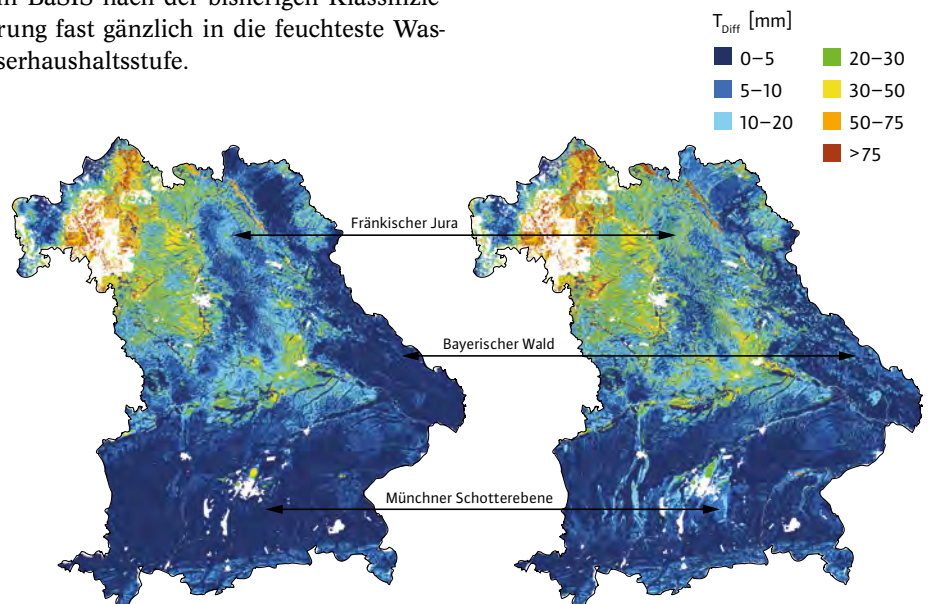 im BaSIS nach der bisherigen Klassifizie-
rung fast gänzlich in die feuchteste Was-
serhaushaltsstufe.
T_Diff [mm]
0–5
5–10
10–20
20–30
30–50
50–75
>75
Fränkischer Jura
Bayerischer Wald
Münchner Schotterebene